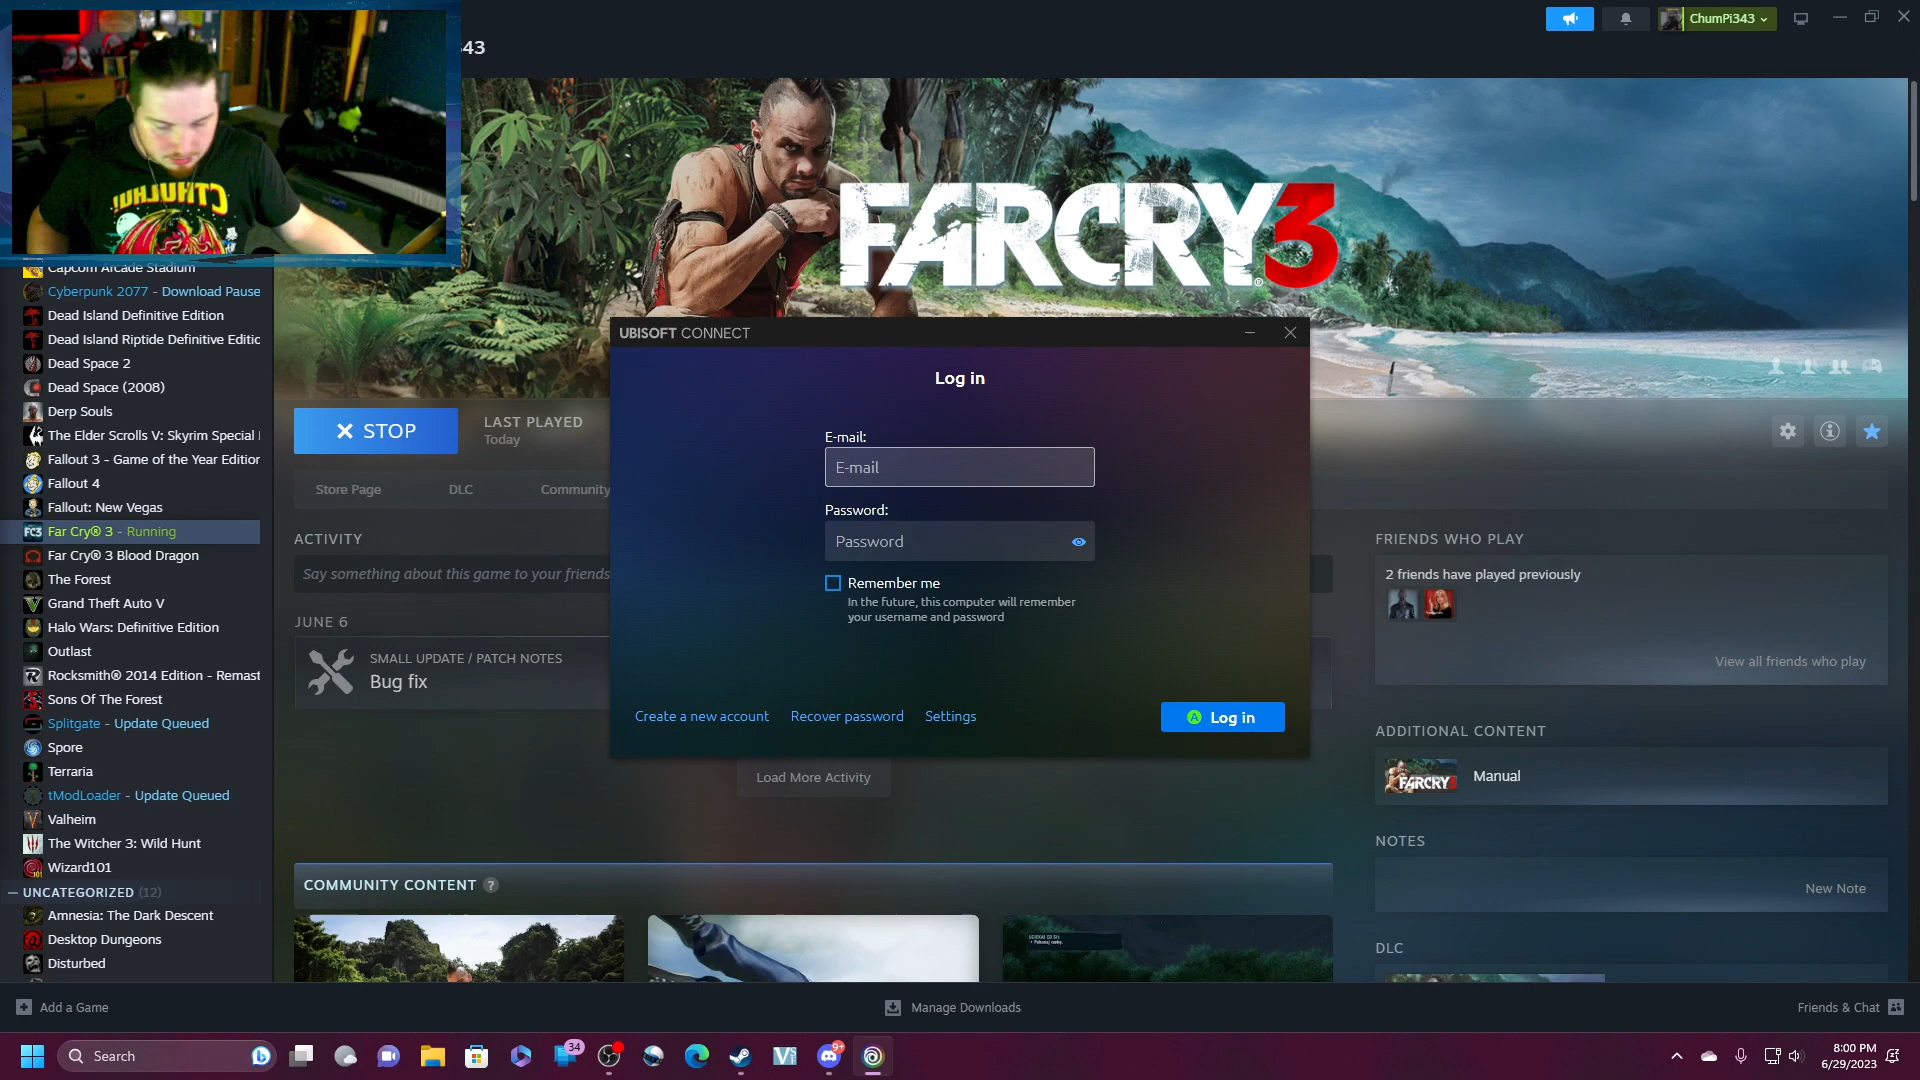 343
ChumPi343
CTHULHU!
FARCRY3
Capcom Arcade Stadium
Cyberpunk 2077 - Download Pause
Dead Island Definitive Edition
Dead Island Riptide Definitive Editic
Dead Space 2
Dead Space (2008)
Derp Souls
The Elder Scrolls V: Skyrim Special
Fallout 3 - Game of the Year Edition
Fallout 4
Fallout: New Vegas
FC3 Far Cry® 3 - Running
Far Cry® 3 Blood Dragon
The Forest
Grand Theft Auto V
Halo Wars: Definitive Edition
Outlast
Rocksmith® 2014 Edition - Remast
Sons Of The Forest
Splitgate - Update Queued
Spore
Terraria
tModLoader - Update Queued
Valheim
The Witcher 3: Wild Hunt
Wizard101
— UNCATEGORIZED (12)
Amnesia: The Dark Descent
Desktop Dungeons
Disturbed
STOP
LAST PLAYED
Today
Store Page
DLC
Community
ACTIVITY
Say something about this game to your friends
JUNE 6
SMALL UPDATE / PATCH NOTES
Bug fix
Load More Activity
COMMUNITY CONTENT ?
UBISOFT CONNECT
Log in
E-mail:
E-mail
Password:
Password
Remember me
In the future, this computer will remember
your username and password
Create a new account
Recover password
Settings
A Log in
FRIENDS WHO PLAY
2 friends have played previously
View all friends who play
ADDITIONAL CONTENT
FARCRY3
Manual
NOTES
New Note
DLC
Add a Game
Manage Downloads
Friends & Chat
Search
34
9+
8:00 PM
6/29/2023